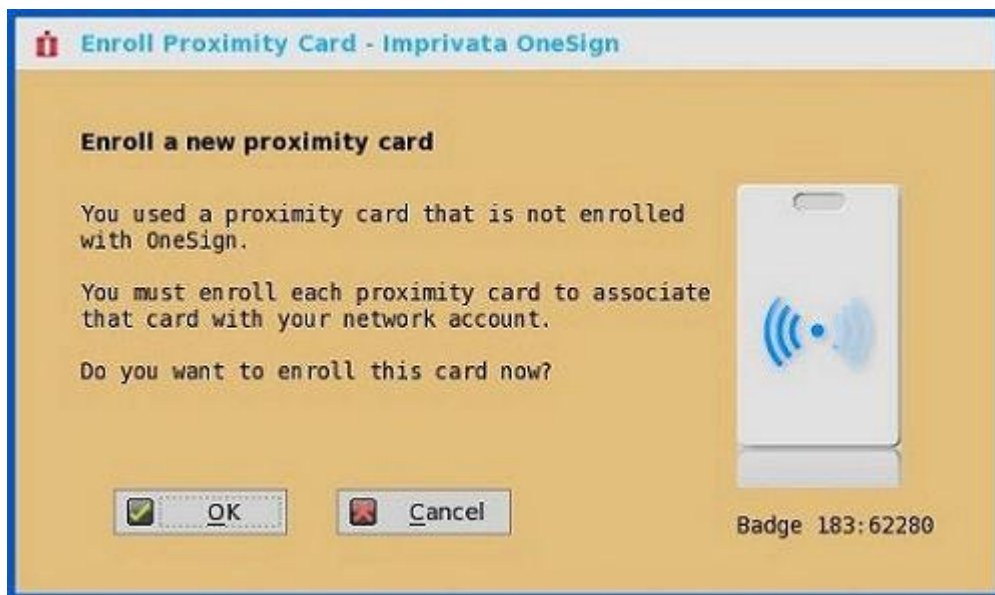 Enroll Proximity Card - Imprivata OneSign
Enroll a new proximity card
You used a proximity card that is not enrolled
with OneSign.
You must enroll each proximity card to associate
that card with your network account.
Do you want to enroll this card now?
OK
Cancel
Badge 183:62280